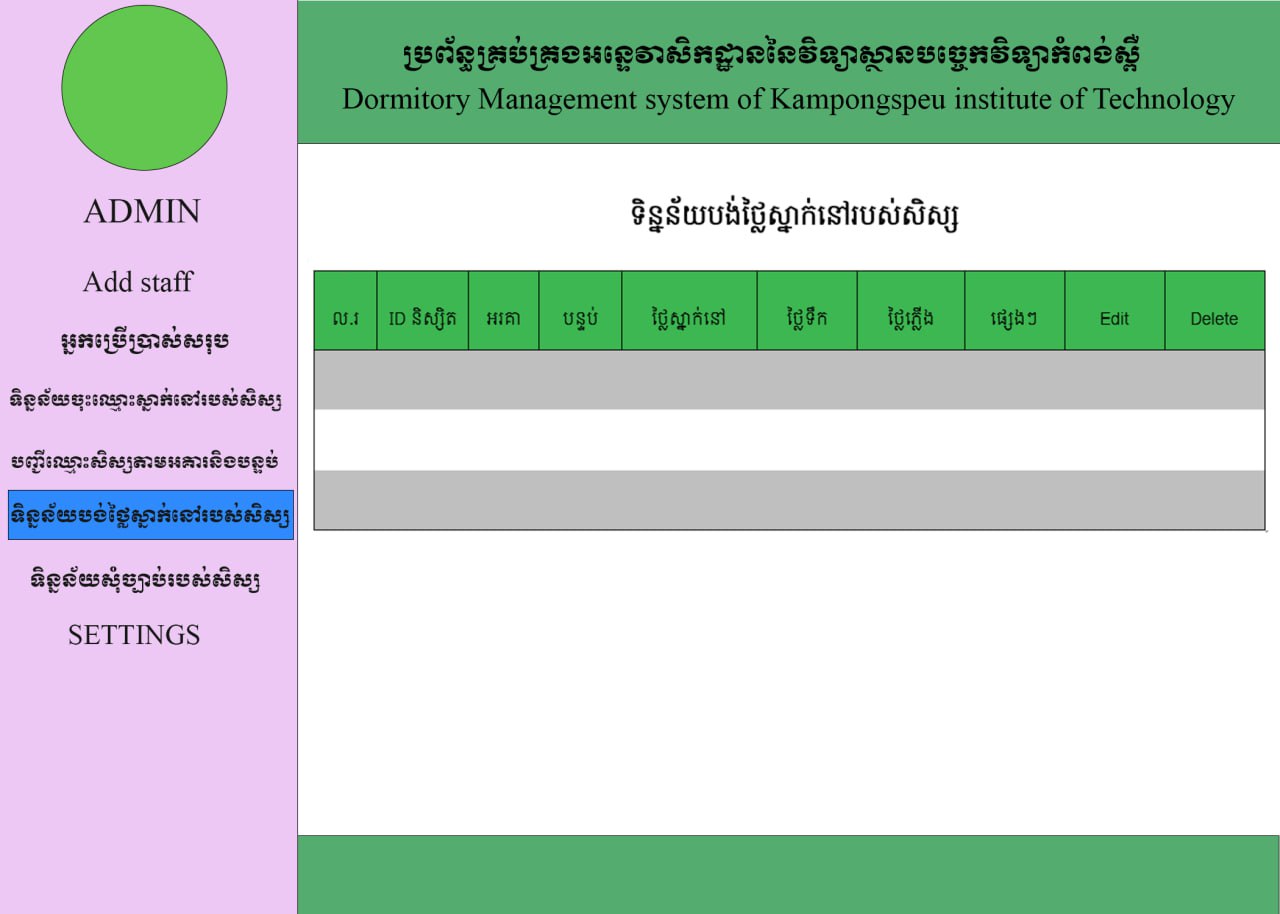 ប្រព័ន្ធគ្រប់គ្រងអន្តេវាសិកដ្ឋាននៃវិទ្យាស្ថានបច្ចេកវិទ្យាកំពង់ស្ពឺ
Dormitory Management system of Kampongspeu institute of Technology
ADMIN
Add staff
អ្នកប្រើប្រាស់សរុប
ទិន្នន័យចុះឈ្មោះស្នាក់នៅរបស់សិស្ស
បញ្ជីឈ្មោះសិស្សតាមអគារនិងបន្ទប់
ទិន្នន័យបង់ថ្លៃស្នាក់នៅរបស់សិស្ស
ទិន្នន័យសុំច្បាប់របស់សិស្ស
SETTINGS
ទិន្នន័យបង់ថ្លៃស្នាក់នៅរបស់សិស្ស
ល.រ ID និស្សិត អរគា បន្ទប់ ថ្លៃស្នាក់នៅ ថ្លៃទឹក ថ្លៃភ្លើង ផ្សេងៗ Edit Delete